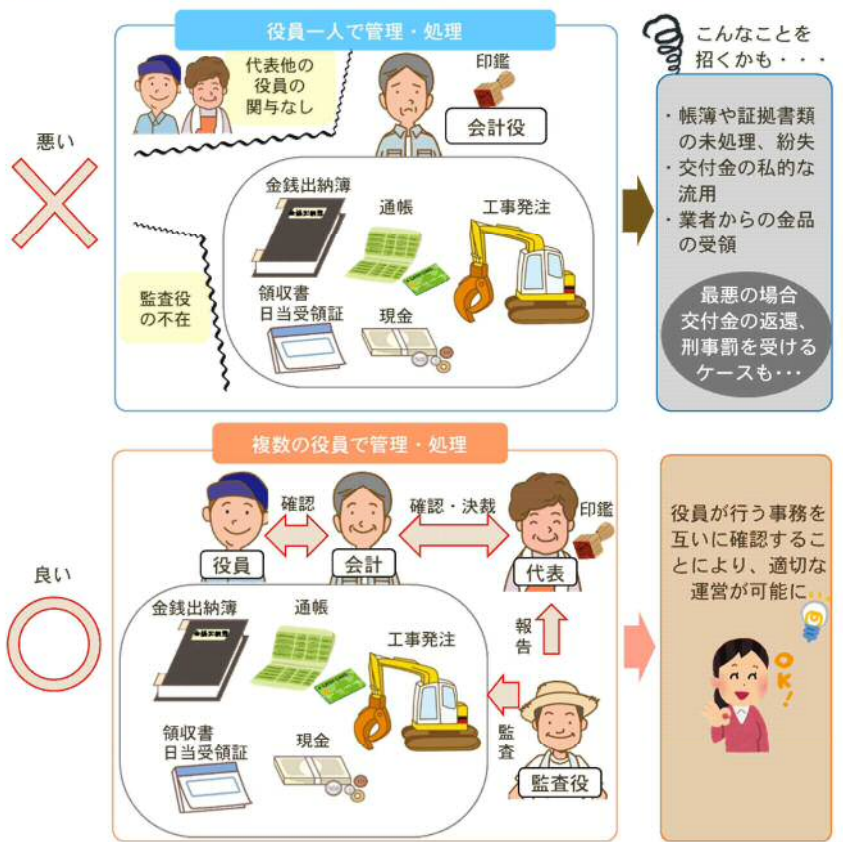 役員一人で管理・処理
代表他の
役員の
関与なし
印鑑
会計役
悪い
金銭出納簿
通帳
工事発注
領収書
日当受領証
現金
監査役
の不在
こんなことを
招くかも・・・
・帳簿や証拠書類
の未処理、紛失
・交付金の私的な
流用
・業者からの金品
の受領
最悪の場合
交付金の返還、
刑事罰を受ける
ケースも･･･
複数の役員で管理・処理
確認
確認・決裁
印鑑
役員
会計
代表
良い
金銭出納簿
通帳
工事発注
報告
領収書
日当受領証
現金
監査
監査役
役員が行う事務を
互いに確認するこ
とにより、適切な
運営が可能に
OK!